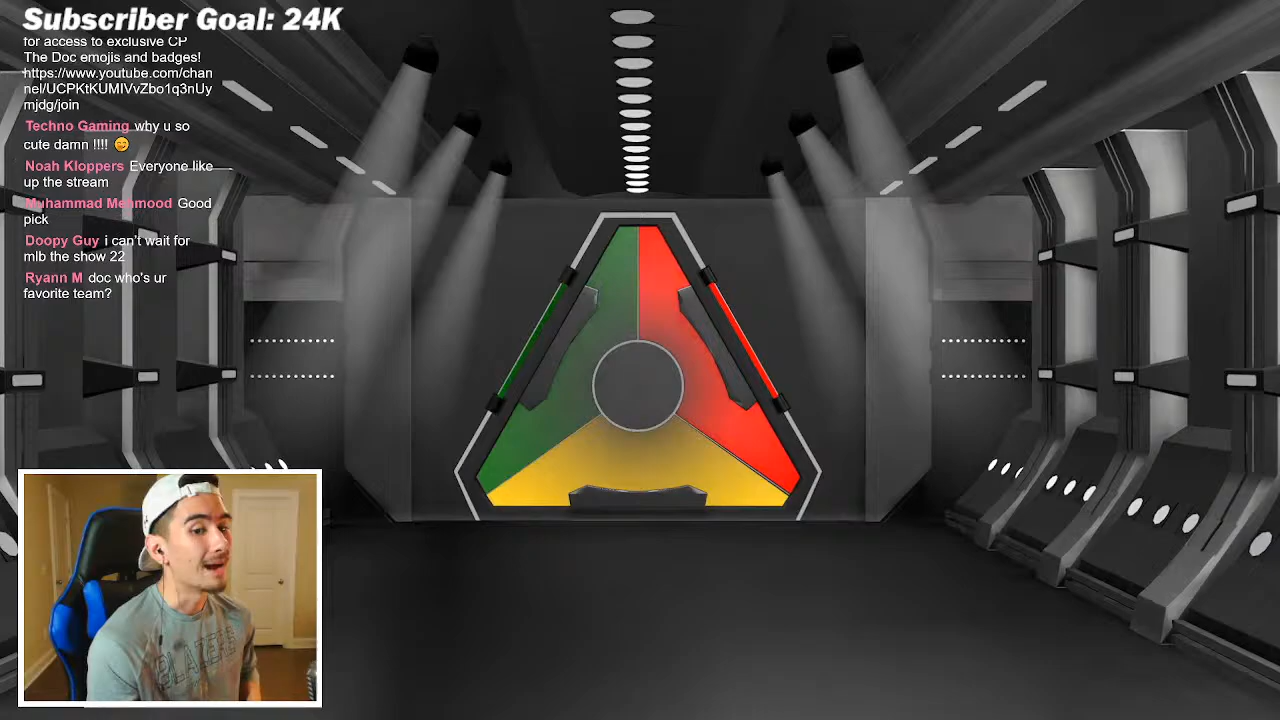 Subscriber Goal: 24K
for access to exclusive CP
The Doc emojis and badges!
https://www.youtube.com/chan
nel/UCPKtKUMIVvZbo1q3nUy
mjdg/join
Techno Gaming why u so
cute damn !!!! 😊
Noah Kloppers Everyone like
up the stream
Muhammad Mehmood Good
pick
Doopy Guy i can't wait for
mlb the show 22
Ryann M doc who's ur
favorite team?
BLAZERS